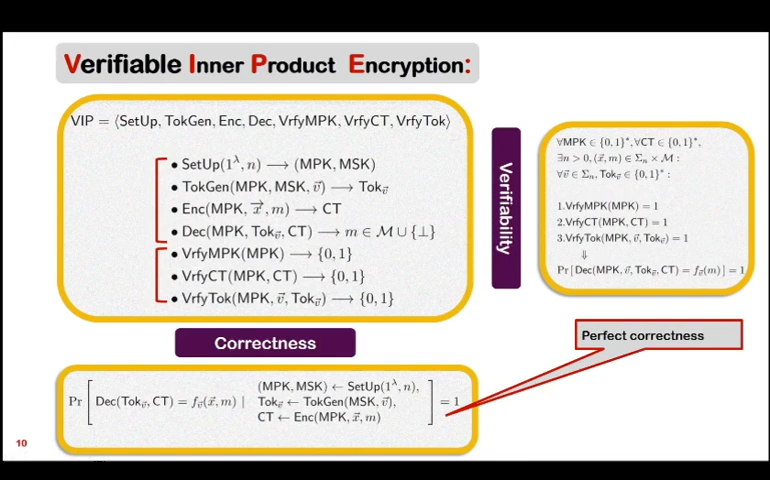 Verifiable Inner Product Encryption:
VIP = ⟨SetUp, TokGen, Enc, Dec, VrfyMPK, VrfyCT, VrfyTok⟩
• SetUp(1^λ, n) ⟶ (MPK, MSK)
• TokGen(MPK, MSK, v⃗) ⟶ Tok_v⃗
• Enc(MPK, x⃗, m) ⟶ CT
• Dec(MPK, Tok_v⃗, CT) ⟶ m ∈ ℳ ∪ {⊥}
• VrfyMPK(MPK) ⟶ {0, 1}
• VrfyCT(MPK, CT) ⟶ {0, 1}
• VrfyTok(MPK, v⃗, Tok_v⃗) ⟶ {0, 1}
Verifiability
∀MPK ∈ {0, 1}*, ∀CT ∈ {0, 1}*,
∃n > 0, (x⃗, m) ∈ Σ_n × ℳ :
∀v⃗ ∈ Σ_n, Tok_v⃗ ∈ {0, 1}* :
1.VrfyMPK(MPK) = 1
2.VrfyCT(MPK, CT) = 1
3.VrfyTok(MPK, v⃗, Tok_v⃗) = 1
⇓
Pr[Dec(MPK, v⃗, Tok_v⃗, CT) = f_v⃗(m)] = 1
Correctness
Perfect correctness
(MPK, MSK) ← SetUp(1^λ, n),
Pr [ Dec(Tok_v⃗, CT) = f_v⃗(x⃗, m) | Tok_v⃗ ← TokGen(MSK, v⃗), ] = 1
CT ← Enc(MPK, x⃗, m)
10